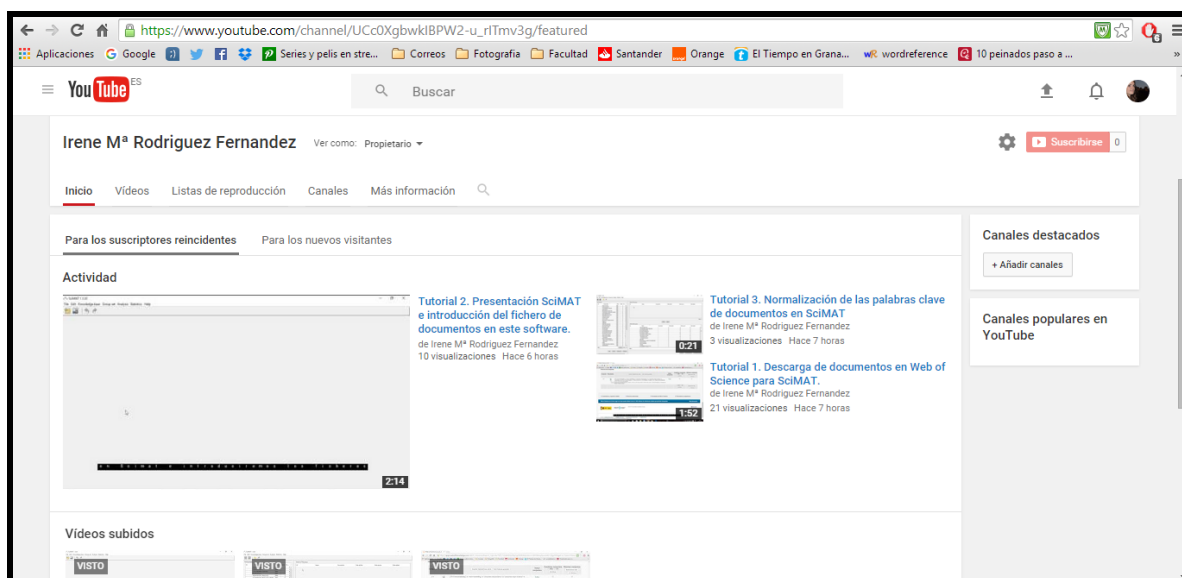 https://www.youtube.com/channel/UCc0XgbwkIBPW2-u_rITmv3g/featured
Aplicaciones Google Series y pelis en stre... Correos Fotografia Facultad Santander Orange El Tiempo en Grana... wordreference 10 peinados paso a ... »
YouTube ES Buscar
Irene Mª Rodriguez Fernandez Ver como: Propietario Suscribirse 0
Inicio Vídeos Listas de reproducción Canales Más información
Para los suscriptores reincidentes Para los nuevos visitantes
Actividad
Tutorial 2. Presentación SciMAT
e introducción del fichero de
documentos en este software.
de Irene Mª Rodriguez Fernandez
10 visualizaciones Hace 6 horas
2:14
Tutorial 3. Normalización de las palabras clave
de documentos en SciMAT
de Irene Mª Rodriguez Fernandez
3 visualizaciones Hace 7 horas
0:21
Tutorial 1. Descarga de documentos en Web of
Science para SciMAT.
de Irene Mª Rodriguez Fernandez
21 visualizaciones Hace 7 horas
1:52
Canales destacados
+ Añadir canales
Canales populares en
YouTube
Vídeos subidos
VISTO VISTO VISTO